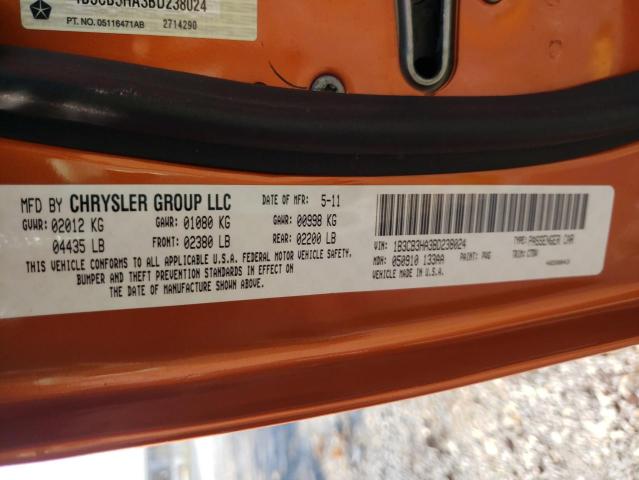 1B3CB3HA3BD238024
PT. NO. 05116471AB 2714290
MFD BY CHRYSLER GROUP LLC DATE OF MFR: 5-11
GVWR: 02012 KG GAWR: 01080 KG GAWR: 00998 KG
04435 LB FRONT: 02380 LB REAR: 02200 LB
THIS VEHICLE CONFORMS TO ALL APPLICABLE U.S.A. FEDERAL MOTOR VEHICLE SAFETY,
BUMPER AND THEFT PREVENTION STANDARDS IN EFFECT ON
THE DATE OF MANUFACTURE SHOWN ABOVE.
VIN: 1B3CB3HA3BD238024 TYPE: PASSENGER CAR
MDH: 050910 133AA PAINT: PVG TRIM: C7DV
VEHICLE MADE IN U.S.A.